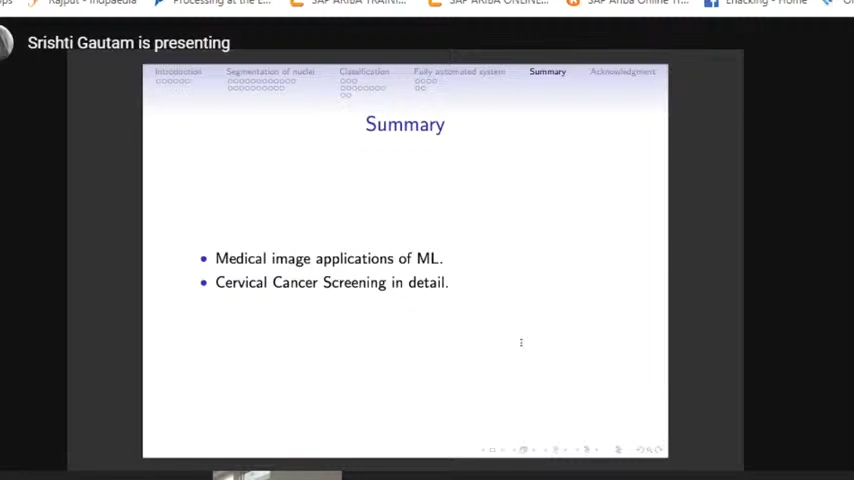 Rajput - Indpaedia
Processing at the L...
SAP ARIBA TRAINI...
SAP ARIBA ONLINE...
SAP Ariba Online Tr...
Ehacking - Home
Srishti Gautam is presenting
Introduction Segmentation of nuclei Classification Fully automated system Summary Acknowledgment
Summary
Medical image applications of ML.
Cervical Cancer Screening in detail.